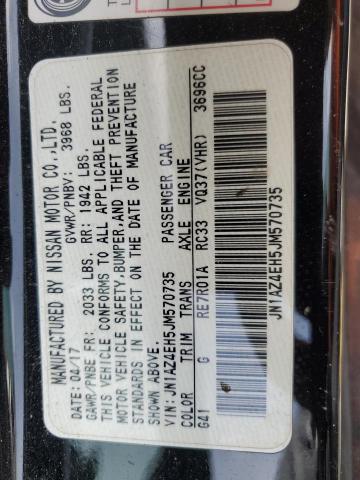 MANUFACTURED BY NISSAN MOTOR CO.,LTD.
DATE: 04/17 GVWR/PNBV: 3968 LBS.
GAWR/PNBE FR: 2033 LBS. RR: 1942 LBS.
THIS VEHICLE CONFORMS TO ALL APPLICABLE FEDERAL
MOTOR VEHICLE SAFETY,BUMPER,AND THEFT PREVENTION
STANDARDS IN EFFECT ON THE DATE OF MANUFACTURE
SHOWN ABOVE.
VIN: JN1AZ4EH5JM570735 PASSENGER CAR
COLOR TRIM TRANS AXLE ENGINE
G41 G RE7R01A RC33 VQ37(VHR) 3696CC
JN1AZ4EH5JM570735